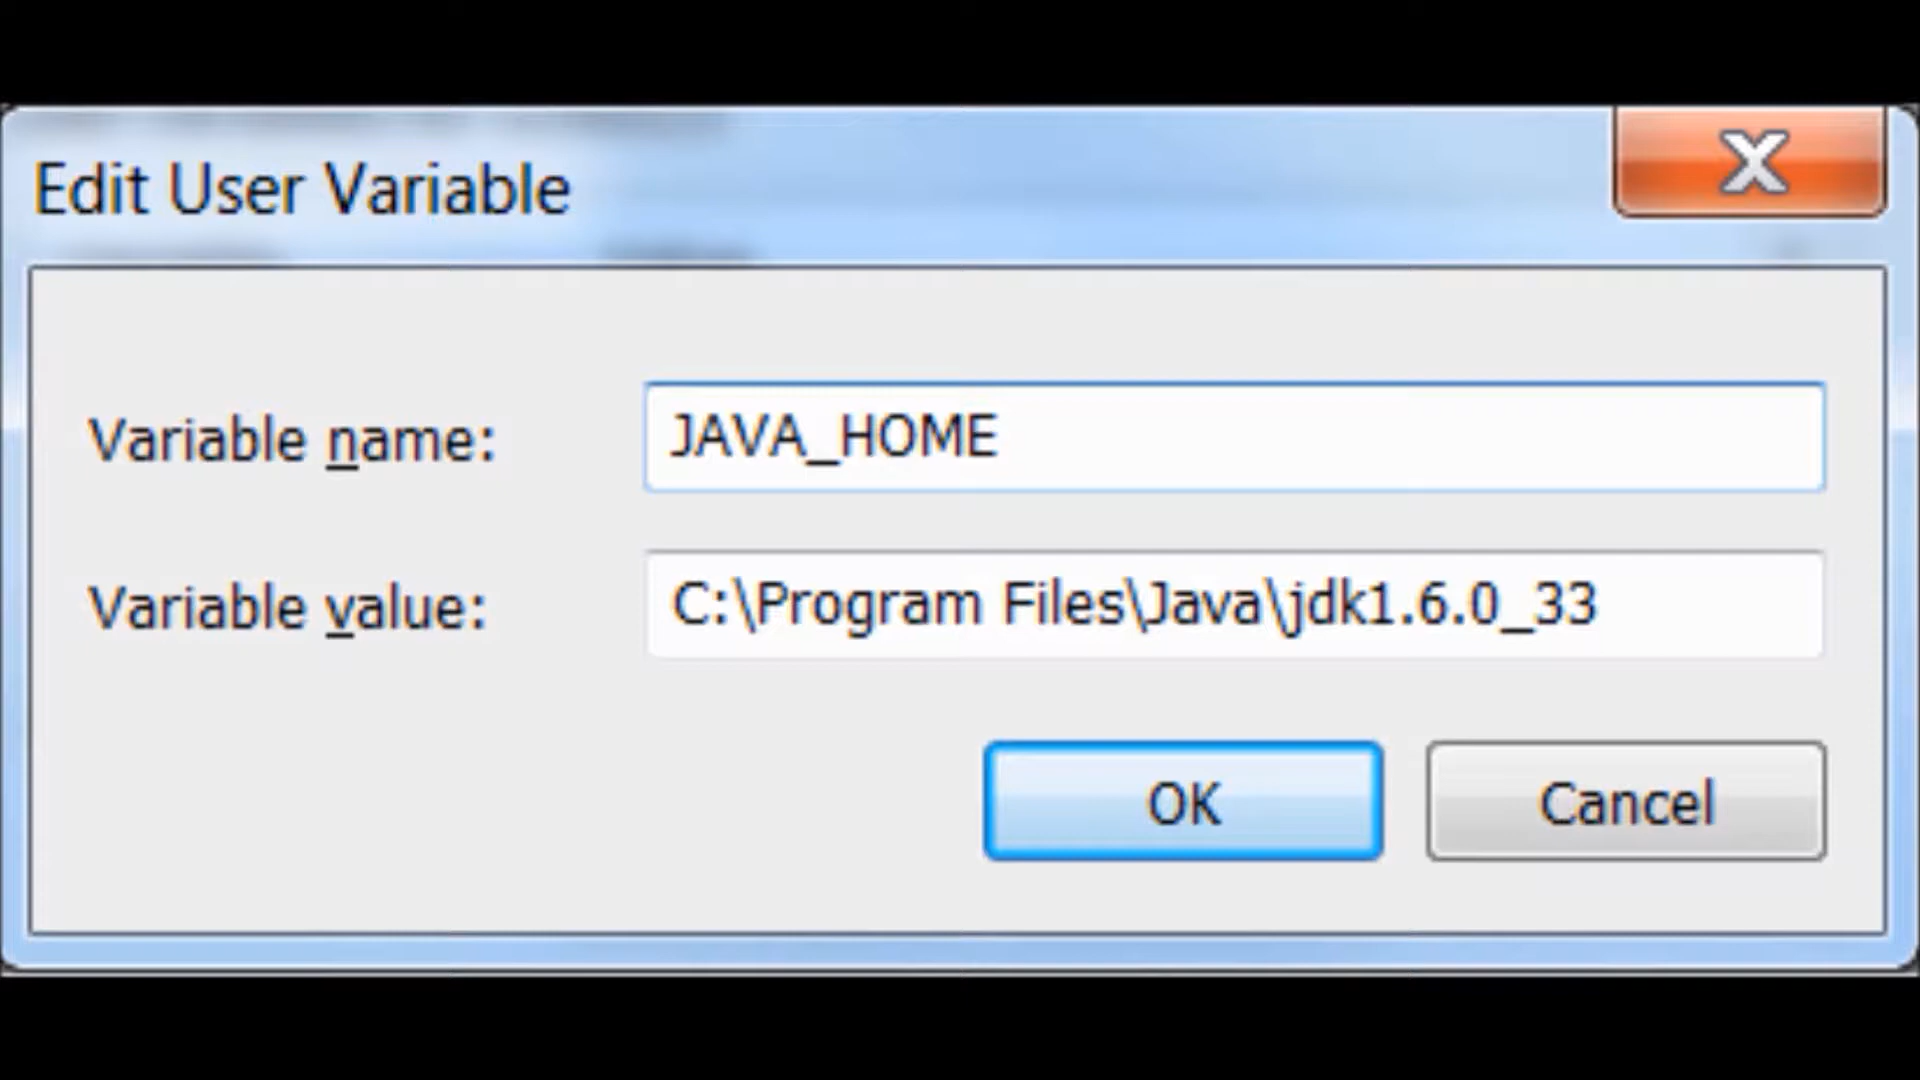 Edit User Variable
Variable name: JAVA_HOME
Variable value: C:\Program Files\Java\jdk1.6.0_33
OK Cancel